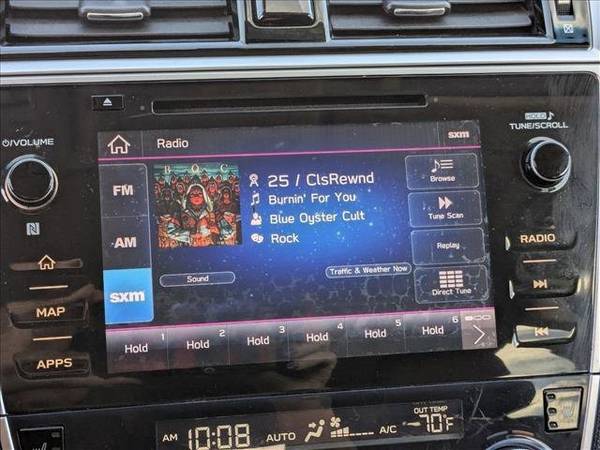 VOLUME
HOLD
TUNE/SCROLL
Radio
sxm
B O C
FM
AM
sxm
25 / ClsRewnd
Burnin' For You
Blue Oyster Cult
Rock
Browse
Tune Scan
Replay
Direct Tune
Sound
Traffic & Weather Now
1 Hold
2 Hold
3 Hold
4 Hold
5 Hold
6 Hold
MAP
APPS
RADIO
AM 10:08
AUTO
A/C
OUT TEMP
-70°F